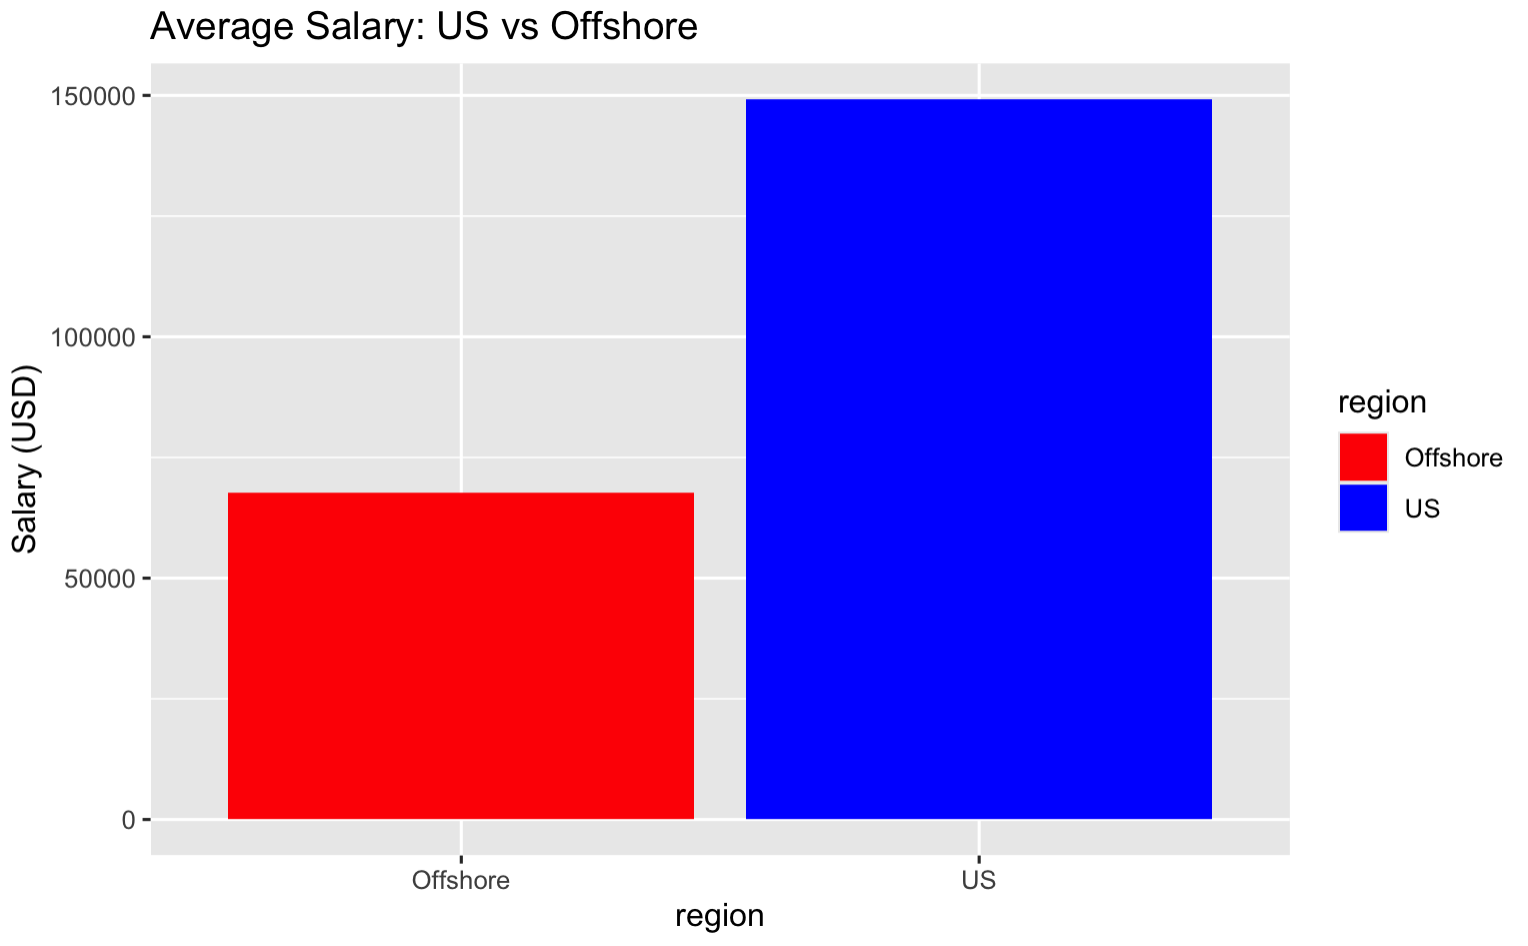 Average Salary: US vs Offshore
150000
100000
50000
0
Salary (USD)
Offshore
US
region
region
Offshore
US